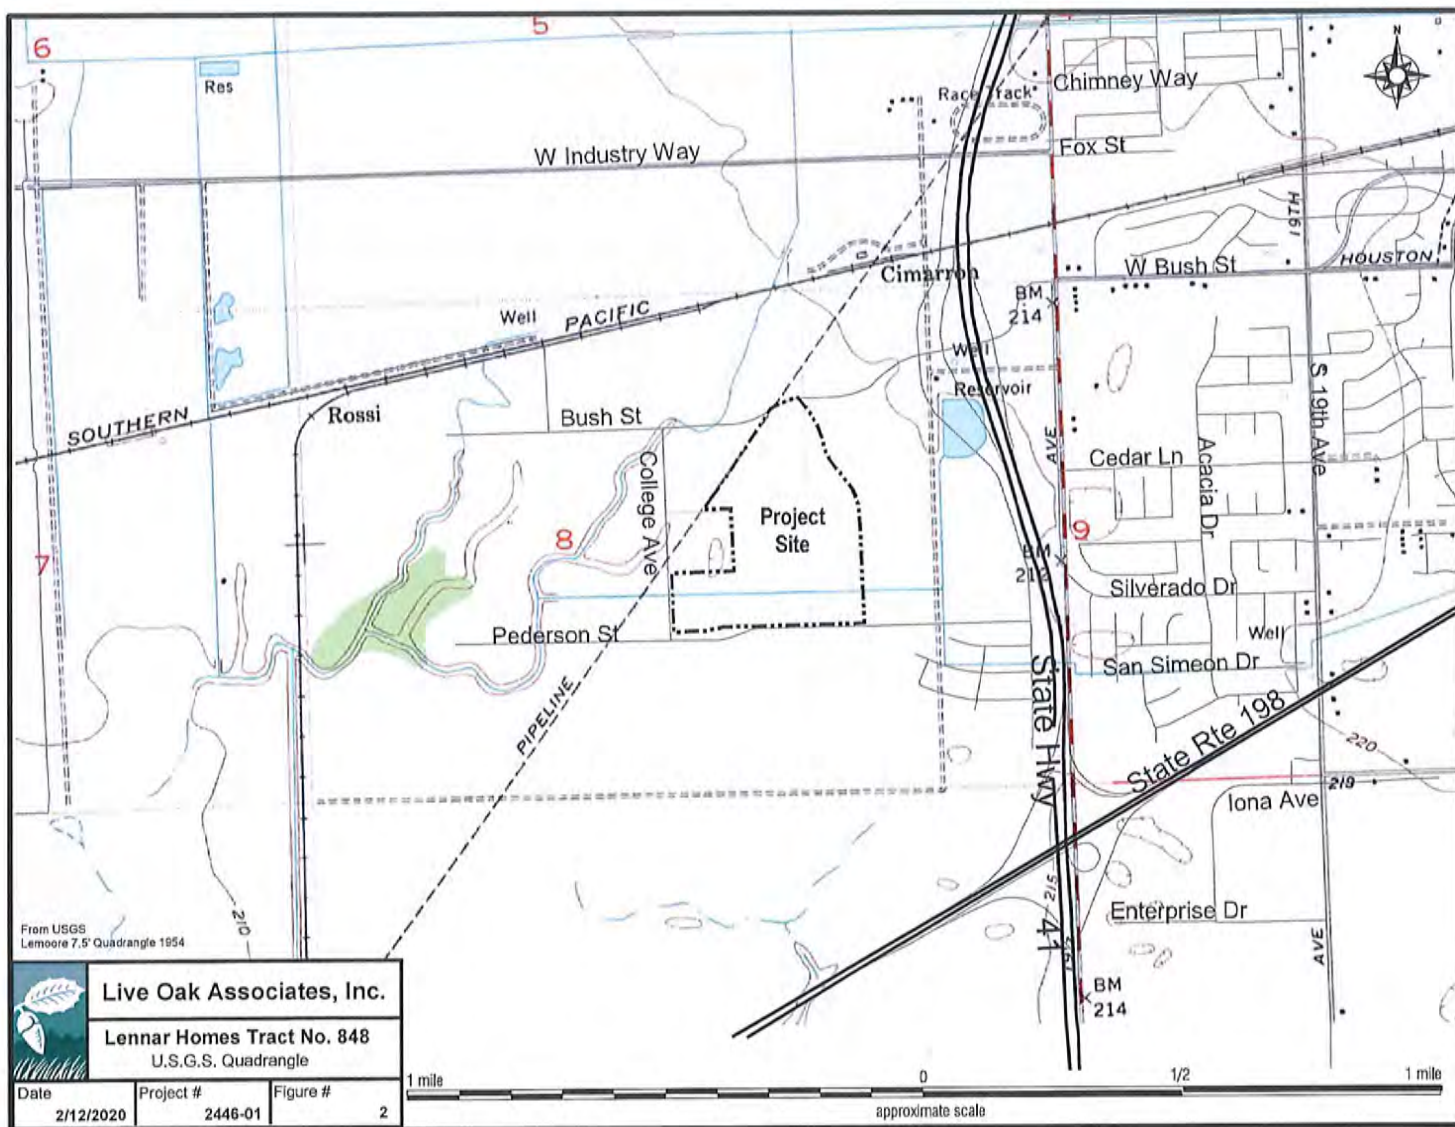 5
6
Res
Race Track
Chimney Way
N
W Industry Way
Fox St
19TH
Cimarron
W Bush St
HOUSTON
BM
214
Well
PACIFIC
SOUTHERN
Rossi
Well
Reservoir
Bush St
S 19th Ave
AVE
Cedar Ln
Acacia Dr
College Ave
Project
Site
7
8
9
BM
212
Silverado Dr
Pederson St
Well
San Simeon Dr
PIPELINE
State Hwy 41
State Rte 198
220
219
Iona Ave
215
Enterprise Dr
AVE
210
BM
214
From USGS
Lemoore 7.5' Quadrangle 1954
Live Oak Associates, Inc.
Lennar Homes Tract No. 848
U.S.G.S. Quadrangle
Date
2/12/2020
Project #
2446-01
Figure #
2
1 mile
0
1/2
1 mile
approximate scale